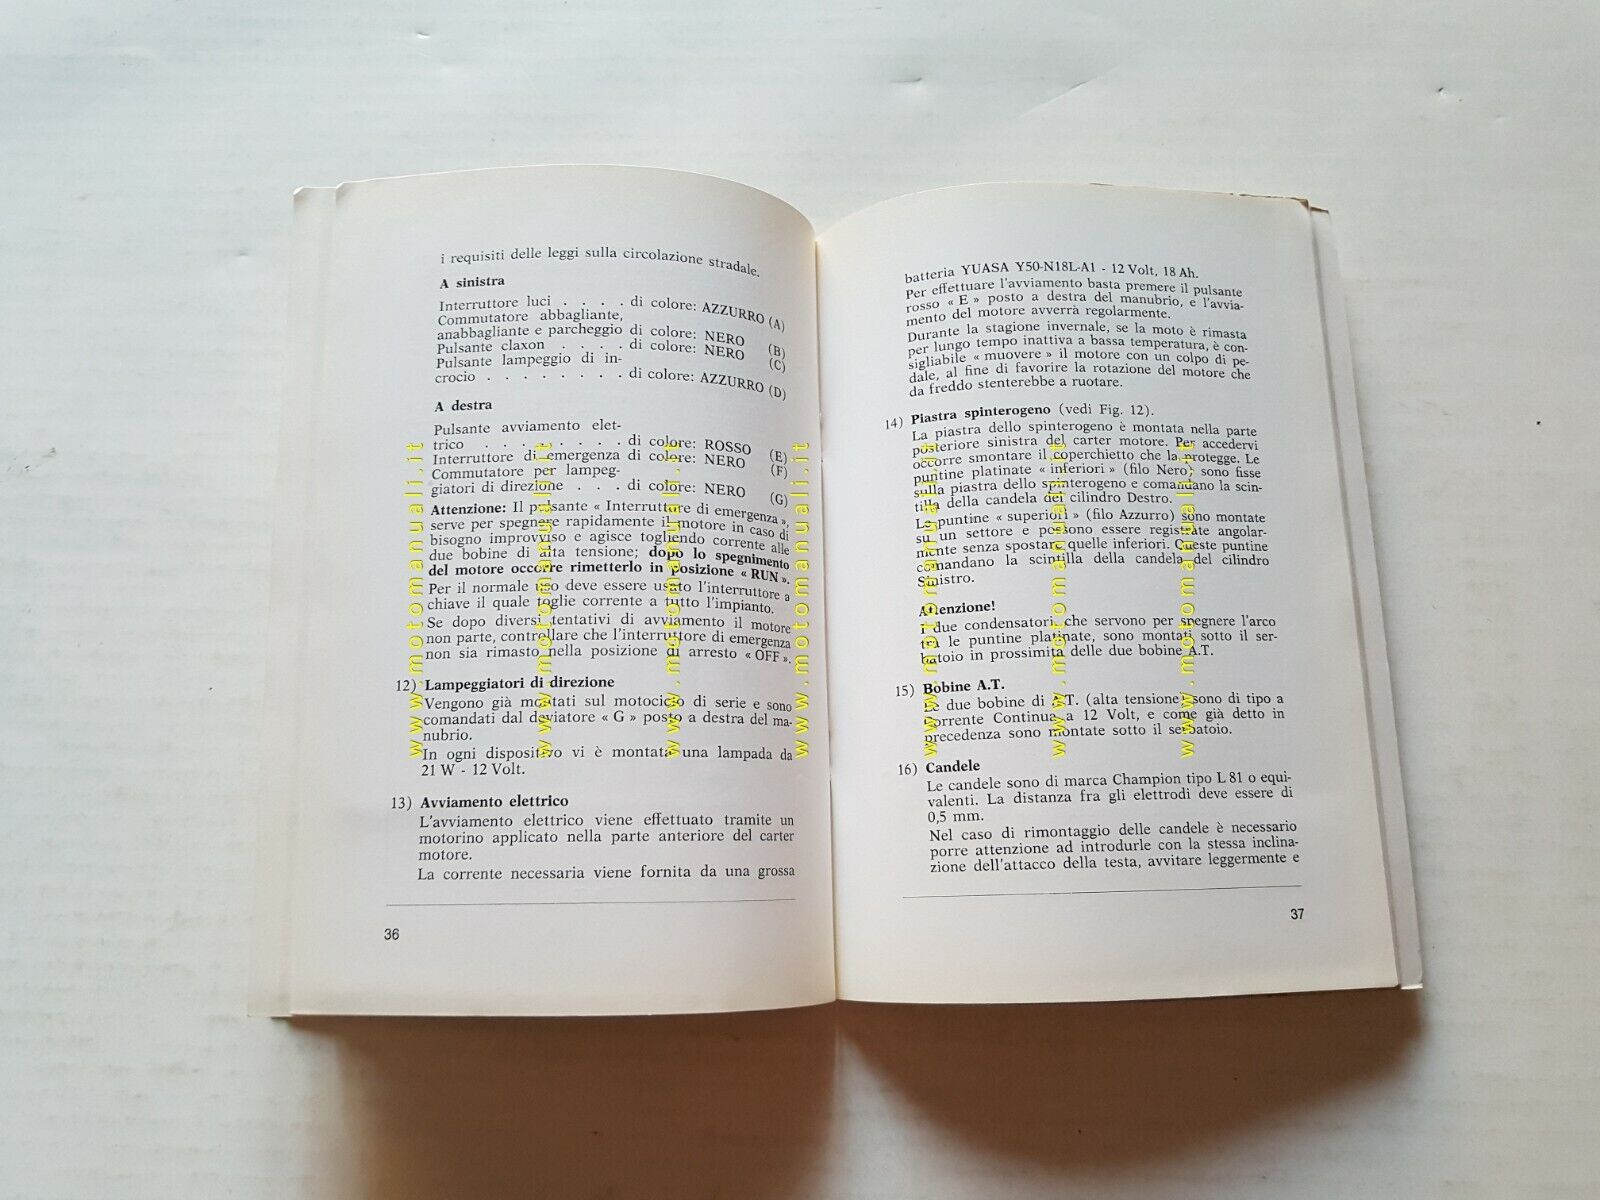 i requisiti delle leggi sulla circolazione stradale.
A sinistra
Interruttore luci . . . . di colore: AZZURRO (A)
Commutatore abbagliante,
anabbagliante e parcheggio di colore: NERO (B)
Pulsante claxon . . . . di colore: NERO (C)
Pulsante lampeggio di in-
crocio . . . . . . . . di colore: AZZURRO (D)
A destra
Pulsante avviamento elet-
trico . . . . . . . . di colore: ROSSO (E)
Interruttore di emergenza di colore: NERO (F)
Commutatore per lampeg-
giatori di direzione . . . di colore: NERO (G)
Attenzione: Il pulsante « Interruttore di emergenza »,
serve per spegnere rapidamente il motore in caso di
bisogno improvviso e agisce togliendo corrente alle
due bobine di alta tensione; dopo lo spegnimento
del motore occorre rimetterlo in posizione « RUN ».
Per il normale uso deve essere usato l'interruttore a
chiave il quale toglie corrente a tutto l'impianto.
Se dopo diversi tentativi di avviamento il motore
non parte, controllare che l'interruttore di emergenza
non sia rimasto nella posizione di arresto « OFF ».
12) Lampeggiatori di direzione
Vengono già montati sul motociclo di serie e sono
comandati dal deviatore « G » posto a destra del ma-
nubrio.
In ogni dispositivo vi è montata una lampada da
21 W - 12 Volt.
13) Avviamento elettrico
L'avviamento elettrico viene effettuato tramite un
motorino applicato nella parte anteriore del carter
motore.
La corrente necessaria viene fornita da una grossa
36
batteria YUASA Y50-N18L-A1 - 12 Volt, 18 Ah.
Per effettuare l'avviamento basta premere il pulsante
rosso « E » posto a destra del manubrio, e l'avvia-
mento del motore avverrà regolarmente.
Durante la stagione invernale, se la moto è rimasta
per lungo tempo inattiva a bassa temperatura, è con-
sigliabile « muovere » il motore con un colpo di pe-
dale, al fine di favorire la rotazione del motore che
da freddo stenterebbe a ruotare.
14) Piastra spinterogeno (vedi Fig. 12).
La piastra dello spinterogeno è montata nella parte
posteriore sinistra del carter motore. Per accedervi
occorre smontare il coperchietto che la protegge. Le
puntine platinate « inferiori » (filo Nero) sono fisse
sulla piastra dello spinterogeno e comandano la scin-
tilla della candela del cilindro Destro.
Le puntine « superiori » (filo Azzurro) sono montate
su un settore e possono essere registrate angolar-
mente senza spostare quelle inferiori. Queste puntine
comandano la scintilla della candela del cilindro
Sinistro.
Attenzione!
I due condensatori che servono per spegnere l'arco
tra le puntine platinate, sono montati sotto il ser-
batoio in prossimità delle due bobine A.T.
15) Bobine A.T.
Le due bobine di A.T. (alta tensione) sono di tipo a
Corrente Continua a 12 Volt, e come già detto in
precedenza sono montate sotto il serbatoio.
16) Candele
Le candele sono di marca Champion tipo L 81 o equi-
valenti. La distanza fra gli elettrodi deve essere di
0,5 mm.
Nel caso di rimontaggio delle candele è necessario
porre attenzione ad introdurle con la stessa inclina-
zione dell'attacco della testa, avvitare leggermente e
37
www.motomanuali.it
www.motomanuali.it
www.motomanuali.it
www.motomanuali.it
www.motomanuali.it
www.motomanuali.it
www.motomanuali.it